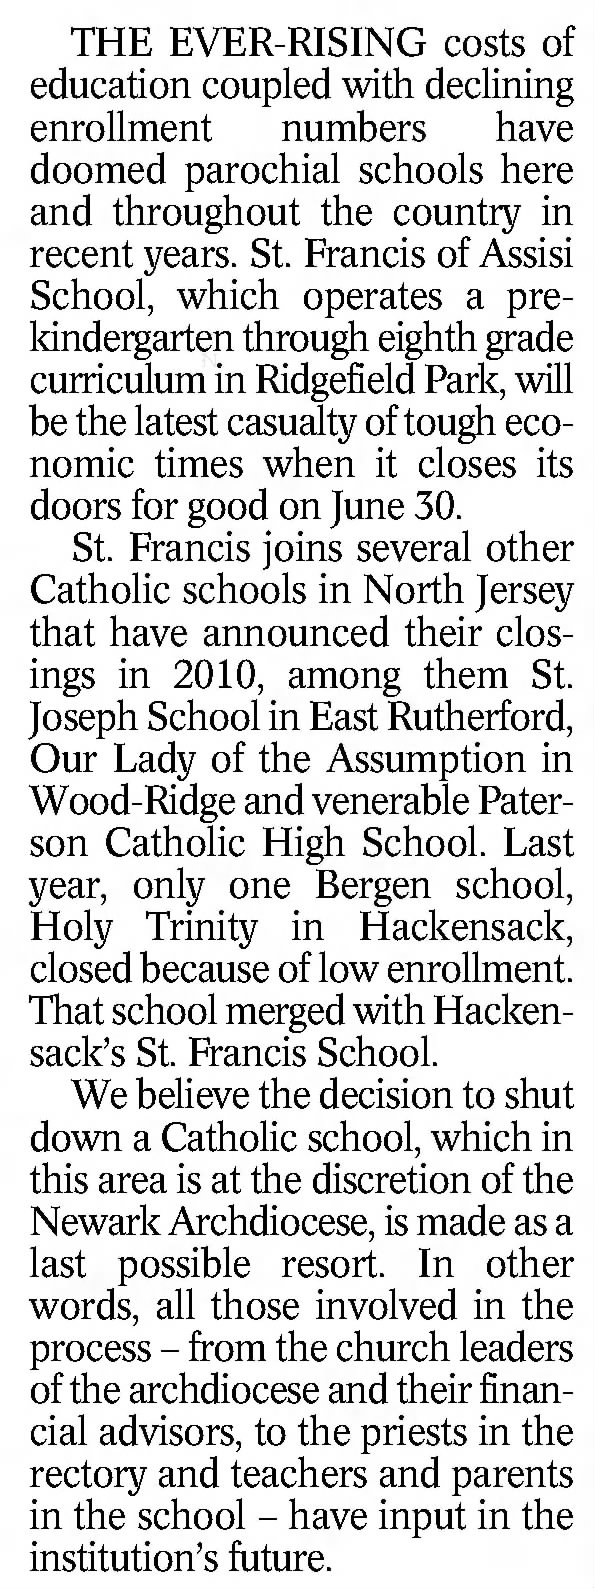 THE EVER-RISING costs of
education coupled with declining
enrollment numbers have
doomed parochial schools here
and throughout the country in
recent years. St. Francis of Assisi
School, which operates a pre-
kindergarten through eighth grade
curriculum in Ridgefield Park, will
be the latest casualty of tough eco-
nomic times when it closes its
doors for good on June 30.
St. Francis joins several other
Catholic schools in North Jersey
that have announced their clos-
ings in 2010, among them St.
Joseph School in East Rutherford,
Our Lady of the Assumption in
Wood-Ridge and venerable Pater-
son Catholic High School. Last
year, only one Bergen school,
Holy Trinity in Hackensack,
closed because of low enrollment.
That school merged with Hacken-
sack's St. Francis School.
We believe the decision to shut
down a Catholic school, which in
this area is at the discretion of the
Newark Archdiocese, is made as a
last possible resort. In other
words, all those involved in the
process – from the church leaders
of the archdiocese and their finan-
cial advisors, to the priests in the
rectory and teachers and parents
in the school – have input in the
institution's future.